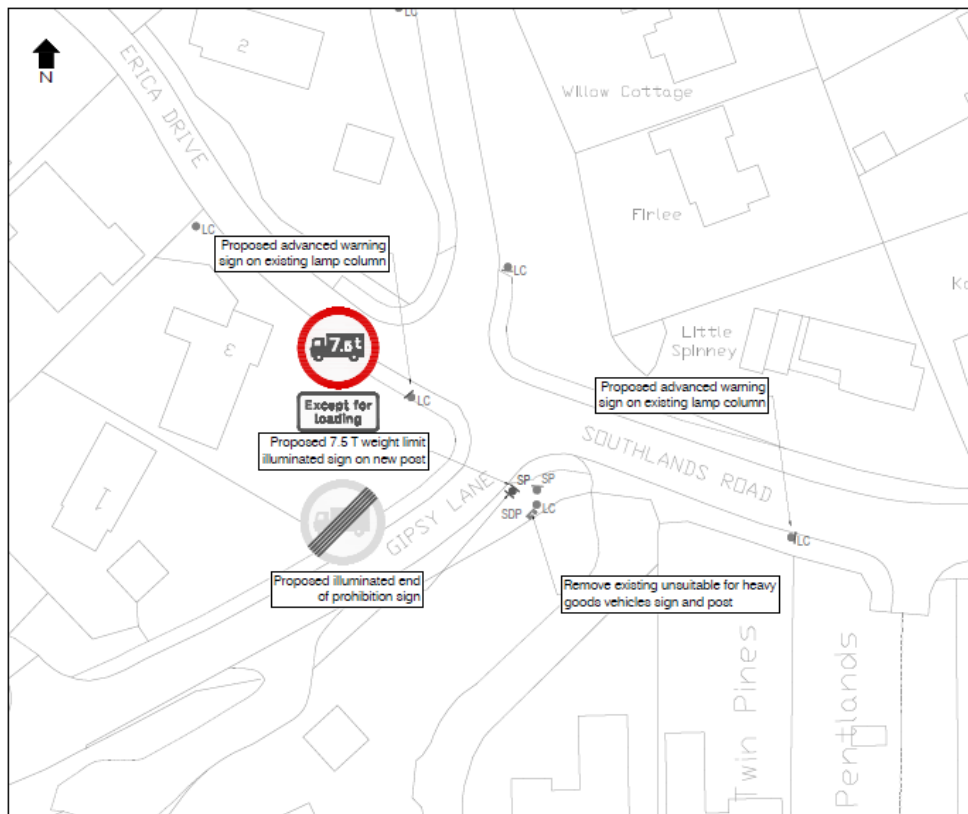 LC
2
N
ERICA DRIVE
Willow Cottage
Firlee
LC
Proposed advanced warning
sign on existing lamp column
LC
Little
Spinney
3
7.5 t
Except for
loading
LC
Proposed advanced warning
sign on existing lamp column
Proposed 7.5 T weight limit
illuminated sign on new post
SOUTHLANDS ROAD
1
GIPSY LANE
SP
SP
SDP
LC
LC
Proposed illuminated end
of prohibition sign
Remove existing unsuitable for heavy
goods vehicles sign and post
Twin Pines
Pentlands